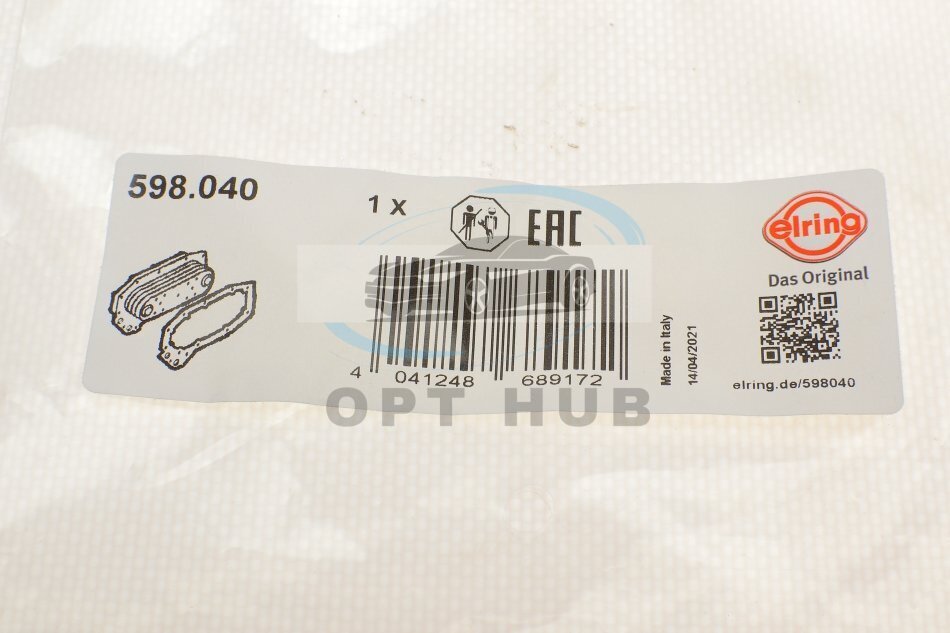 598.040
1 x
EAC
elring
Das Original
4 041248 689172
Made in Italy
14/04/2021
elring.de/598040
OPT HUB